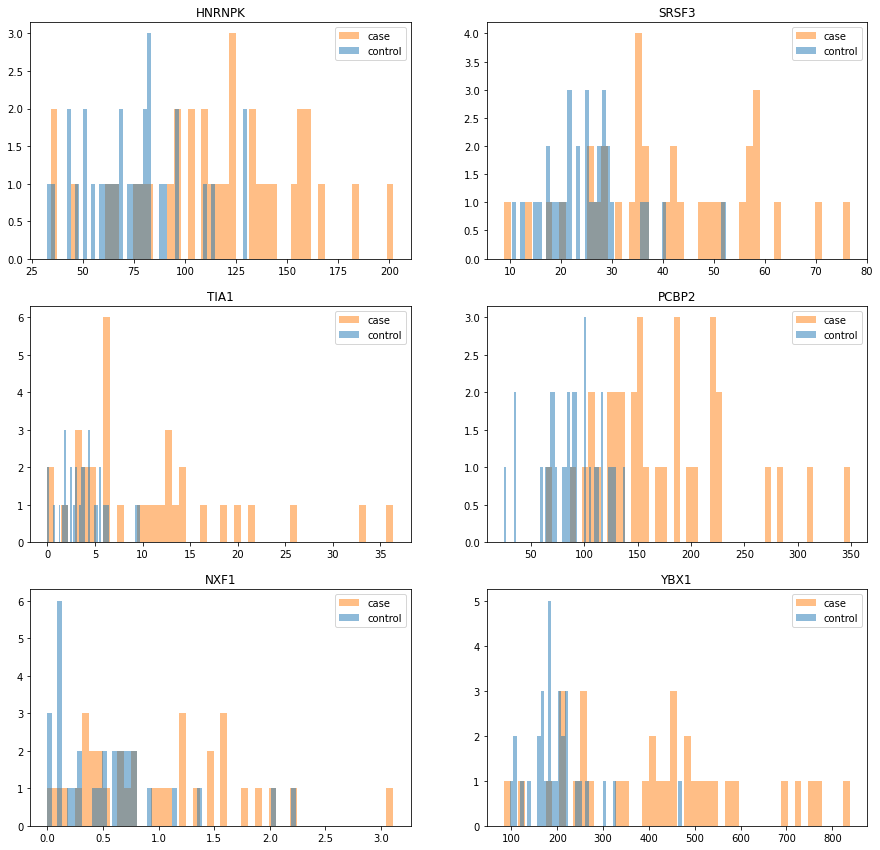 HNRNPK
case
control
3.0
2.5
2.0
1.5
1.0
0.5
0.0
25 50 75 100 125 150 175 200
SRSF3
case
control
4.0
3.5
3.0
2.5
2.0
1.5
1.0
0.5
0.0
10 20 30 40 50 60 70 80
TIA1
case
control
6
5
4
3
2
1
0
0 5 10 15 20 25 30 35
PCBP2
case
control
3.0
2.5
2.0
1.5
1.0
0.5
0.0
50 100 150 200 250 300 350
NXF1
case
control
6
5
4
3
2
1
0
0.0 0.5 1.0 1.5 2.0 2.5 3.0
YBX1
case
control
5
4
3
2
1
0
100 200 300 400 500 600 700 800